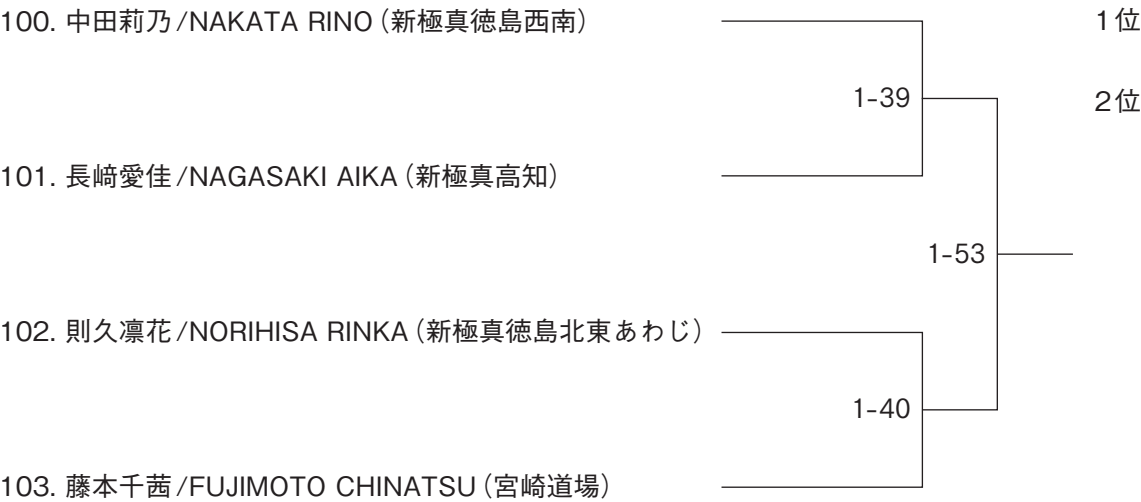 100. 中田莉乃/NAKATA RINO（新極真徳島西南）
1位
1-39
2位
101. 長﨑愛佳/NAGASAKI AIKA（新極真高知）
1-53
102. 則久凛花/NORIHISA RINKA（新極真徳島北東あわじ）
1-40
103. 藤本千茜/FUJIMOTO CHINATSU（宮崎道場）